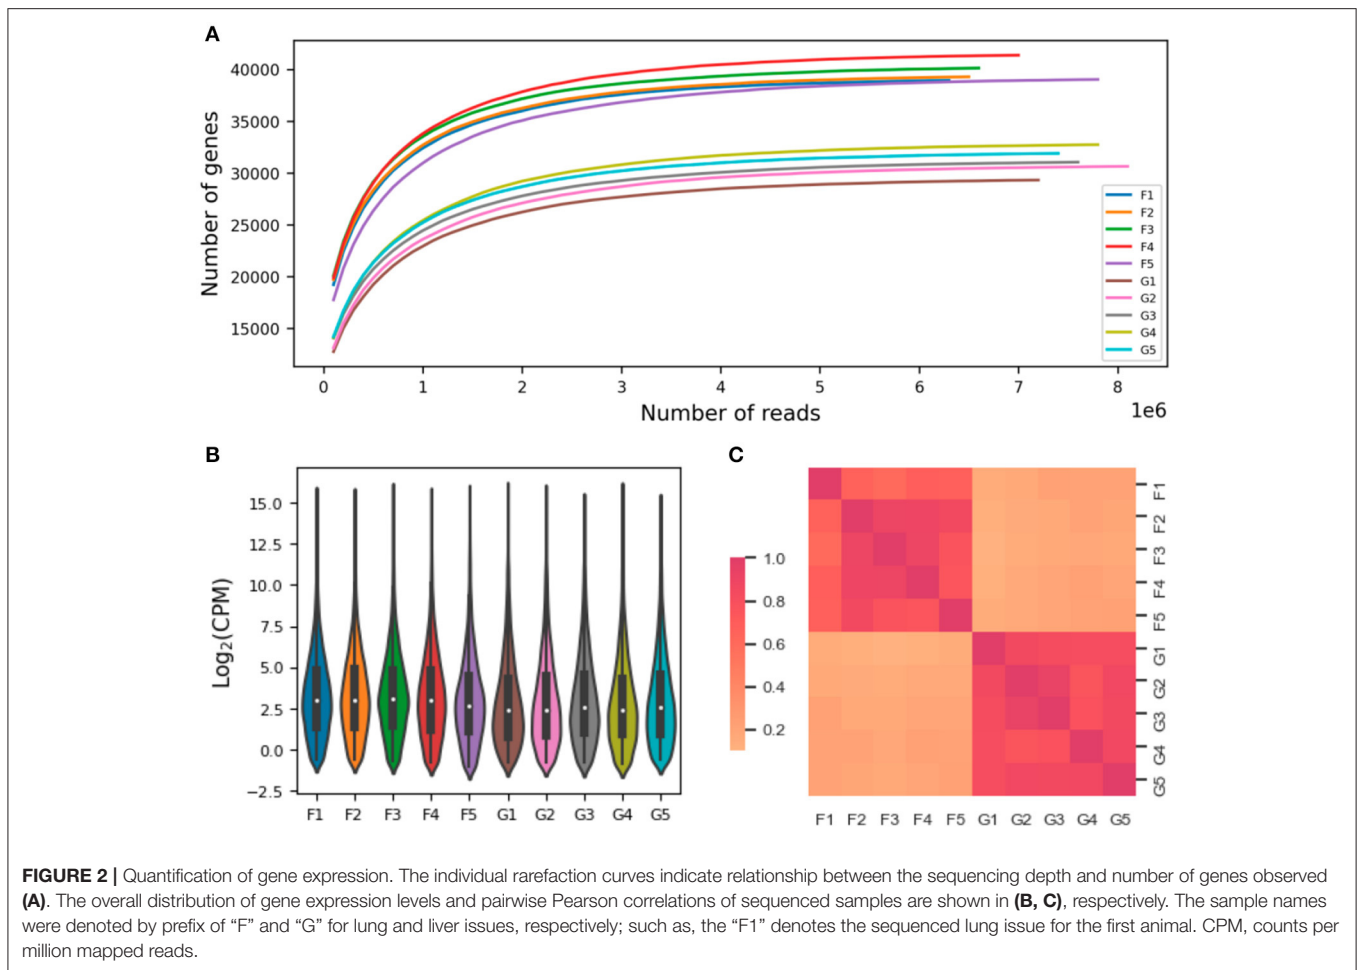 A
Number of genes
40000
35000
30000
25000
20000
15000
F1
F2
F3
F4
F5
G1
G2
G3
G4
G5
0 1 2 3 4 5 6 7 8
1e6
Number of reads
B
Log2(CPM)
15.0
12.5
10.0
7.5
5.0
2.5
0.0
−2.5
F1 F2 F3 F4 F5 G1 G2 G3 G4 G5
C
1.0
0.8
0.6
0.4
0.2
F1
F2
F3
F4
F5
G1
G2
G3
G4
G5
F1 F2 F3 F4 F5 G1 G2 G3 G4 G5
FIGURE 2 | Quantification of gene expression. The individual rarefaction curves indicate relationship between the sequencing depth and number of genes observed
(A). The overall distribution of gene expression levels and pairwise Pearson correlations of sequenced samples are shown in (B, C), respectively. The sample names
were denoted by prefix of “F” and “G” for lung and liver issues, respectively; such as, the “F1” denotes the sequenced lung issue for the first animal. CPM, counts per
million mapped reads.